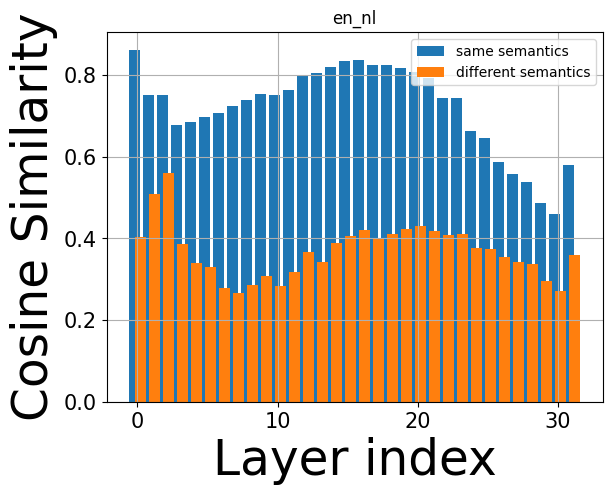 en_nl
same semantics
different semantics
Cosine Similarity
0.8
0.6
0.4
0.2
0.0
0 10 20 30
Layer index